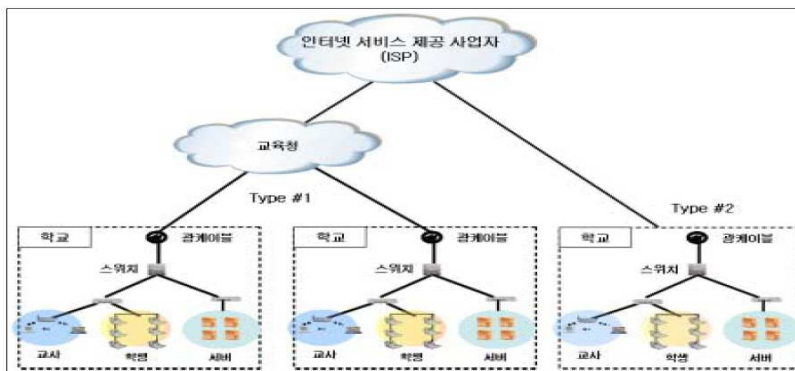 인터넷 서비스 제공 사업자
(ISP)
교육청
Type #1
Type #2
학교
광케이블
스위치
교사
학생
서버
학교
광케이블
스위치
교사
학생
서버
학교
광케이블
스위치
교사
학생
서버